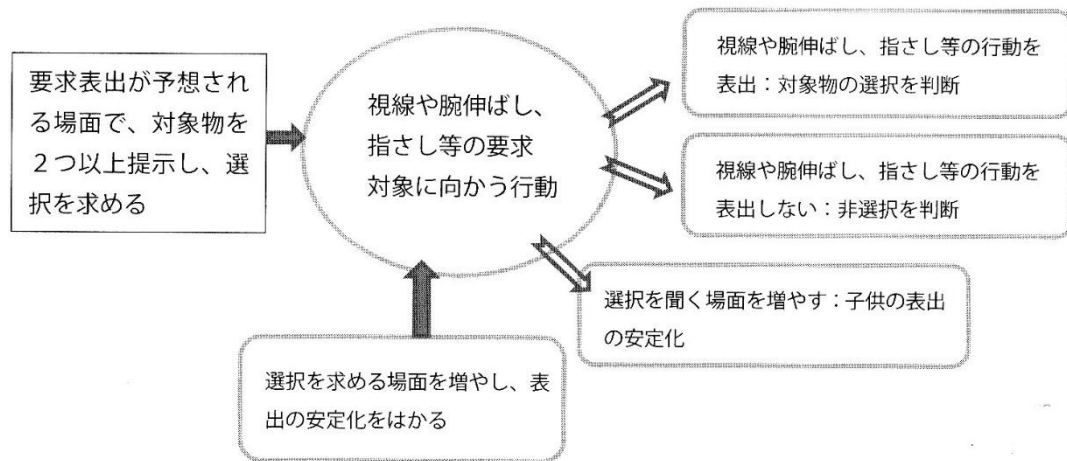 要求表出が予想され
る場面で、対象物を
２つ以上提示し、選
択を求める
視線や腕伸ばし、
指さし等の要求
対象に向かう行動
視線や腕伸ばし、指さし等の行動を
表出：対象物の選択を判断
視線や腕伸ばし、指さし等の行動を
表出しない：非選択を判断
選択を聞く場面を増やす：子供の表出
の安定化
選択を求める場面を増やし、表
出の安定化をはかる